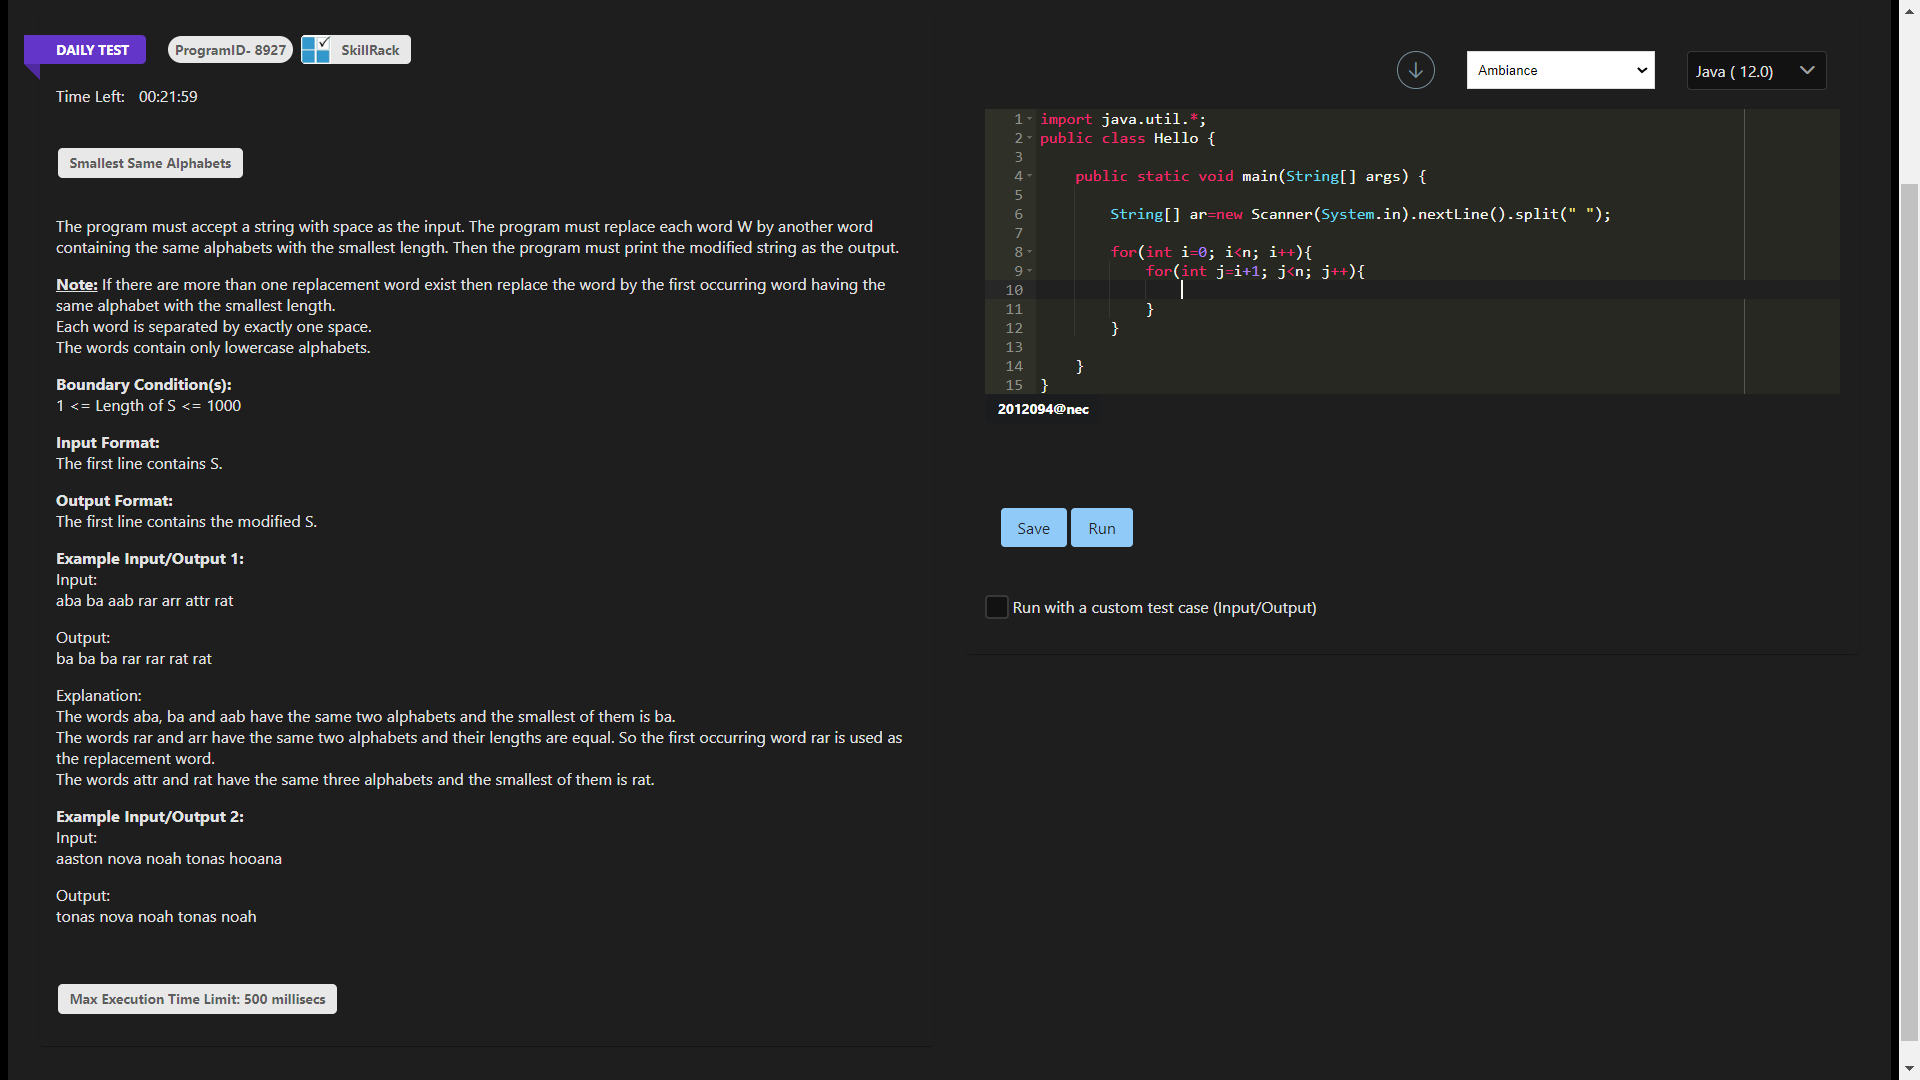 DAILY TEST
ProgramID- 8927
SkillRack
Time Left: 00:21:59
Smallest Same Alphabets
The program must accept a string with space as the input. The program must replace each word W by another word
containing the same alphabets with the smallest length. Then the program must print the modified string as the output.
Note: If there are more than one replacement word exist then replace the word by the first occurring word having the
same alphabet with the smallest length.
Each word is separated by exactly one space.
The words contain only lowercase alphabets.
Boundary Condition(s):
1 <= Length of S <= 1000
Input Format:
The first line contains S.
Output Format:
The first line contains the modified S.
Example Input/Output 1:
Input:
aba ba aab rar arr attr rat
Output:
ba ba ba rar rar rat rat
Explanation:
The words aba, ba and aab have the same two alphabets and the smallest of them is ba.
The words rar and arr have the same two alphabets and their lengths are equal. So the first occurring word rar is used as
the replacement word.
The words attr and rat have the same three alphabets and the smallest of them is rat.
Example Input/Output 2:
Input:
aaston nova noah tonas hooana
Output:
tonas nova noah tonas noah
Max Execution Time Limit: 500 millisecs
Ambiance
Java ( 12.0)
1 import java.util.*;
2 public class Hello {
3
4 public static void main(String[] args) {
5
6 String[] ar=new Scanner(System.in).nextLine().split(" ");
7
8 for(int i=0; i<n; i++){
9 for(int j=i+1; j<n; j++){
10
11 }
12 }
13
14 }
15 }
2012094@nec
Save
Run
Run with a custom test case (Input/Output)